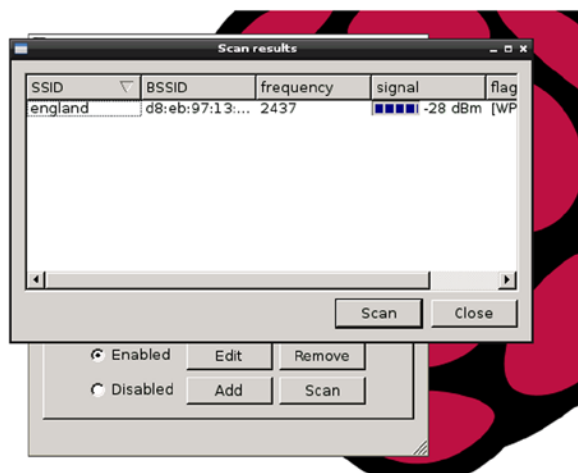 Scan results
SSID BSSID frequency signal flag
england d8:eb:97:13:... 2437 -28 dBm [WP
Scan Close
Enabled Edit Remove
Disabled Add Scan